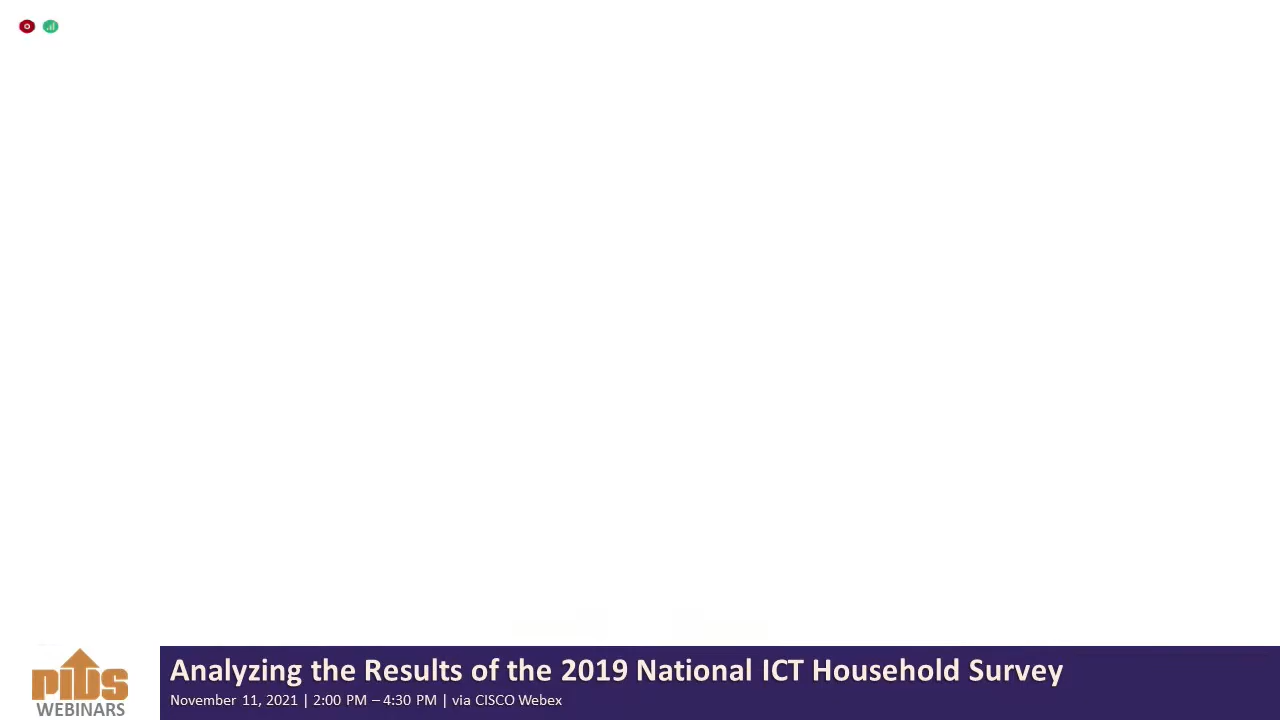 Analyzing the Results of the 2019 National ICT Household Survey
November 11, 2021 | 2:00 PM – 4:30 PM | via CISCO Webex
pids
WEBINARS